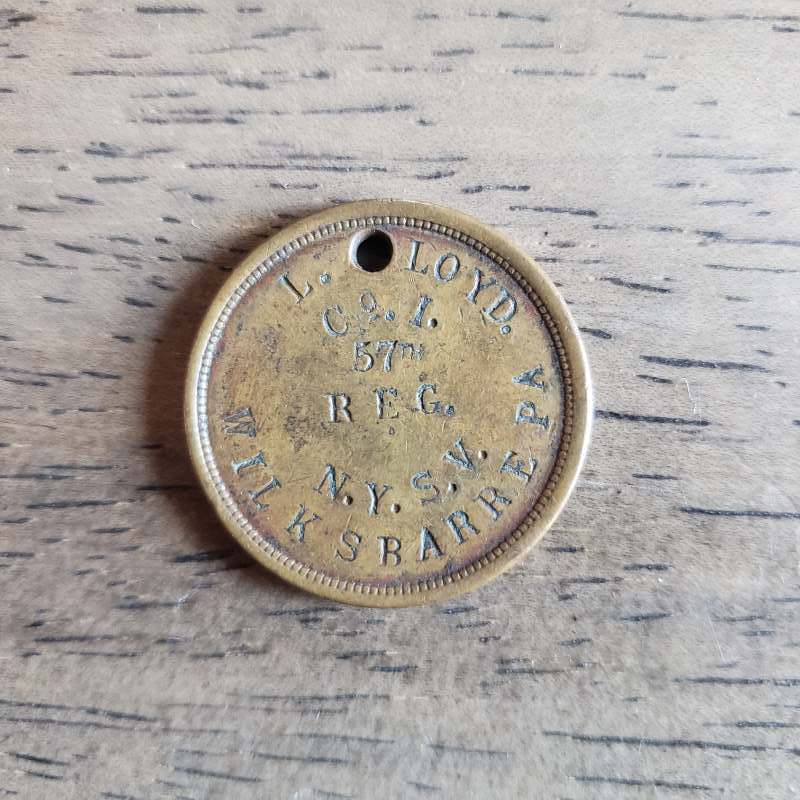 L. LOYD.
Co. I.
57TH
REG.
N.Y.S.V.
WILKSBARRE PA